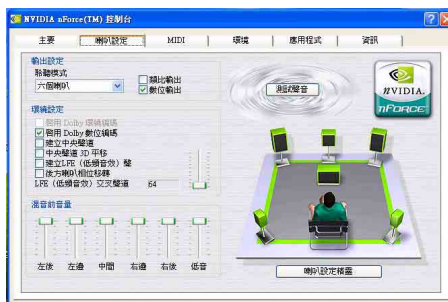 NVIDIA nForce(TM) 控制台
主要
喇叭設定
MIDI
環境
應用程式
資訊
輸出設定
聆聽模式
六個喇叭
類比輸出
數位輸出
測試聲音
NVIDIA.
nFORCE
環繞設定
啟用 Dolby 環繞編碼
啟用 Dolby 數位編碼
建立中央聲道
中央聲道 3D 平移
建立LFE (低頻音效) 聲
後方喇叭相位移轉
LFE (低頻音效) 交叉聲道 64
混音前音量
左後
左邊
中間
右邊
右後
低音
喇叭設定精靈